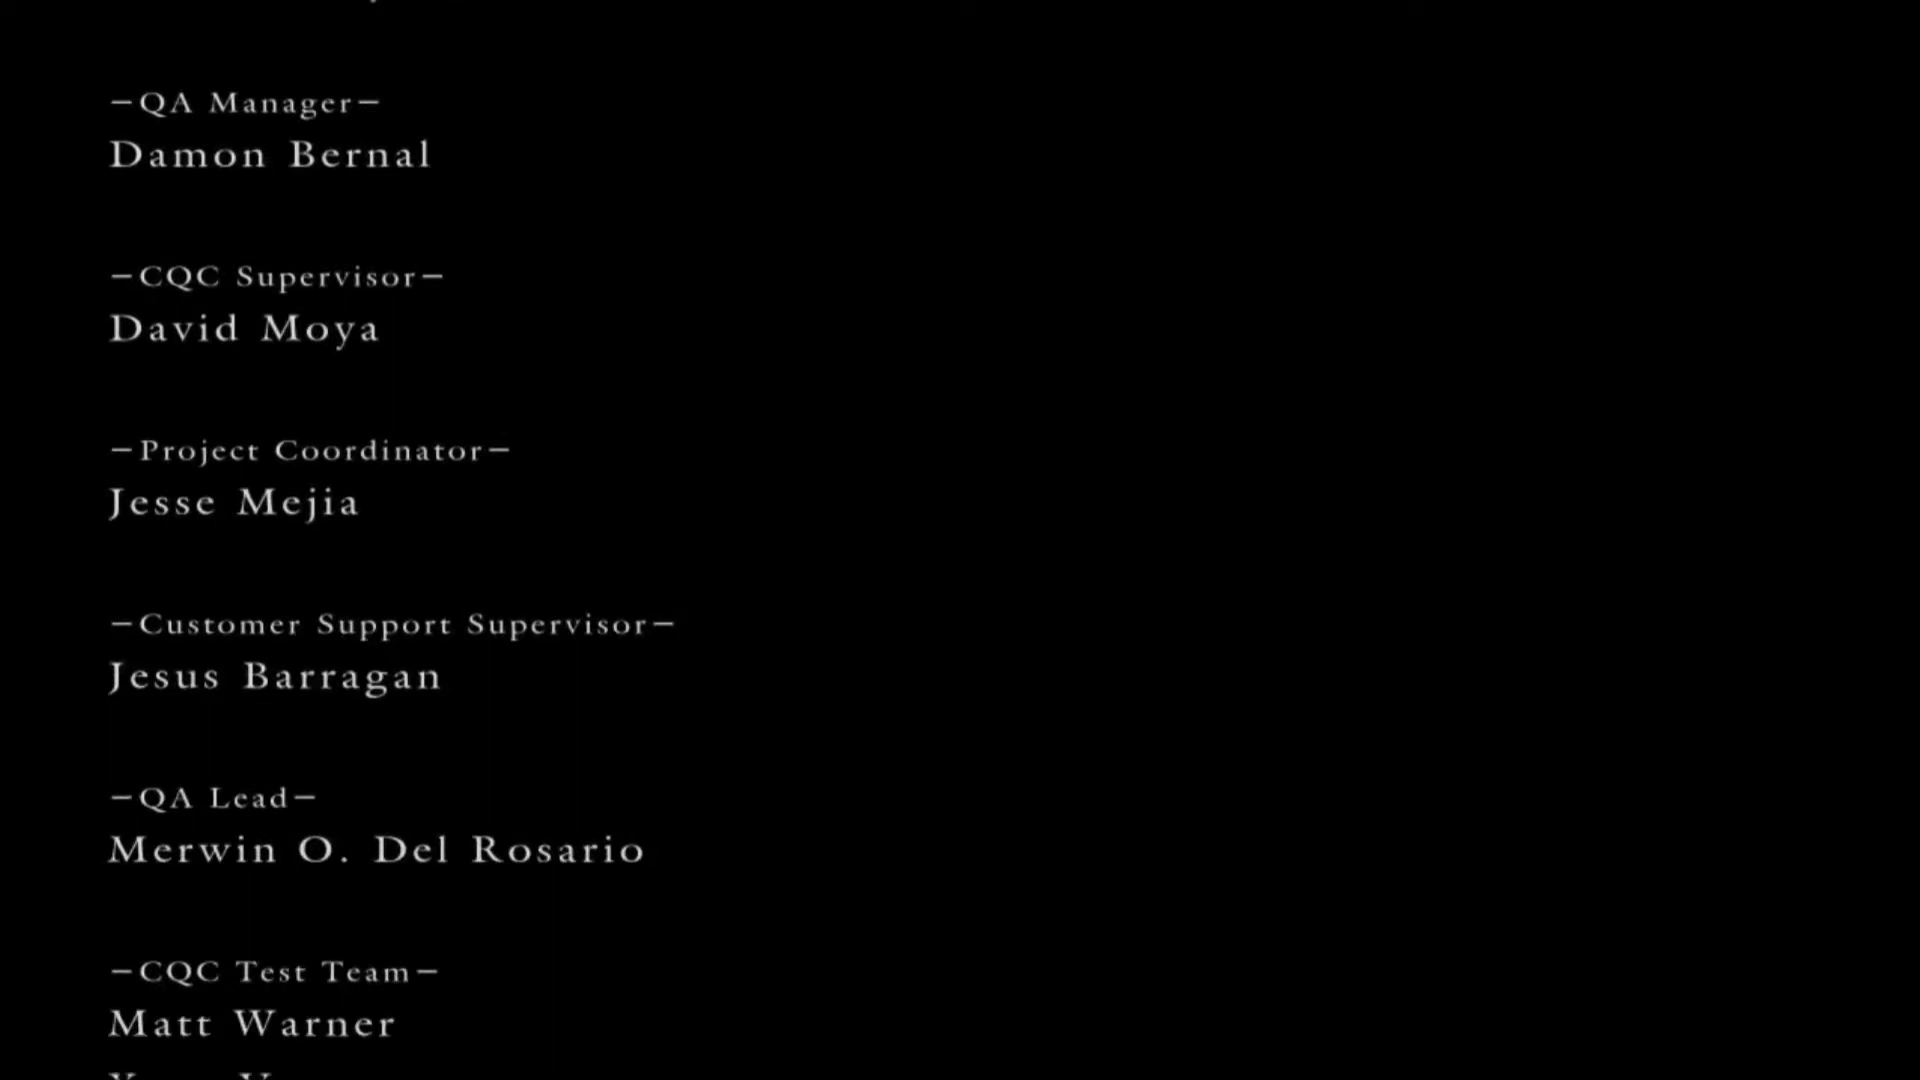 —QA Manager—
Damon Bernal
—CQC Supervisor—
David Moya
—Project Coordinator—
Jesse Mejia
—Customer Support Supervisor—
Jesus Barragan
—QA Lead—
Merwin O. Del Rosario
—CQC Test Team—
Matt Warner